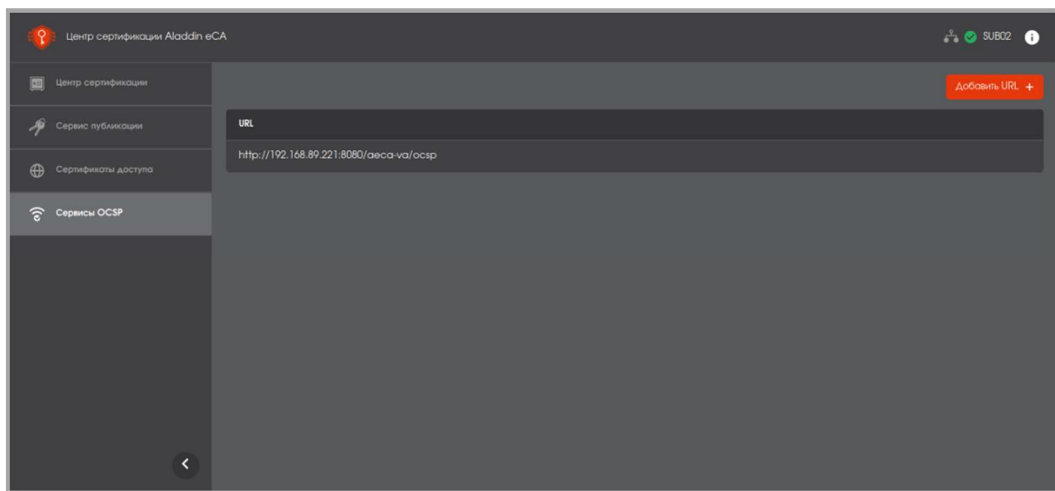 Центр сертификации Aladdin eCA
SUB02
Центр сертификации
Добавить URL +
Сервис публикации
URL
http://192.168.89.221:8080/aeca-va/ocsp
Сертификаты доступа
Сервисы OCSP